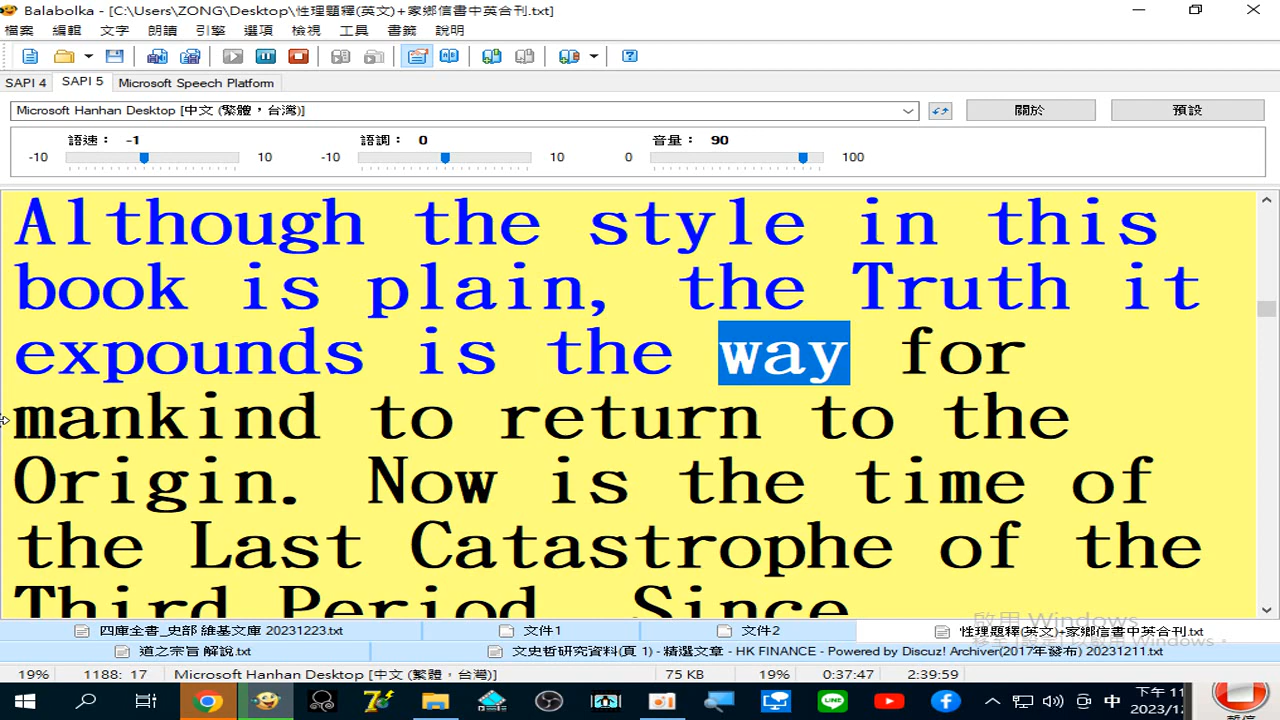 Balabolka - [C:\Users\ZONG\Desktop\性理題釋(英文)+家鄉信書中英合刊.txt]
檔案 編輯 文字 朗讀 引擎 選項 檢視 工具 書籤 說明
SAPI 4 SAPI 5 Microsoft Speech Platform
Microsoft Hanhan Desktop [中文 (繁體，台灣)] 關於 預設
語速： -1 語調： 0 音量： 90
-10 10 -10 10 0 100
Although the style in this
book is plain, the Truth it
expounds is the way for
mankind to return to the
Origin. Now is the time of
the Last Catastrophe of the
Third Period. Since
啟用 Windows
四庫全書_史部 維基文庫 20231223.txt 文件1 文件2 性理題釋(英文)+家鄉信書中英合刊.txt
道之宗旨 解說.txt 文史哲研究資料(頁 1) - 精選文章 - HK FINANCE - Powered by Discuz! Archiver(2017年發布) 20231211.txt
19% 1188: 17 Microsoft Hanhan Desktop [中文 (繁體，台灣)] 75 KB 19% 0:37:47 2:39:59
中 下午 11
2023/12